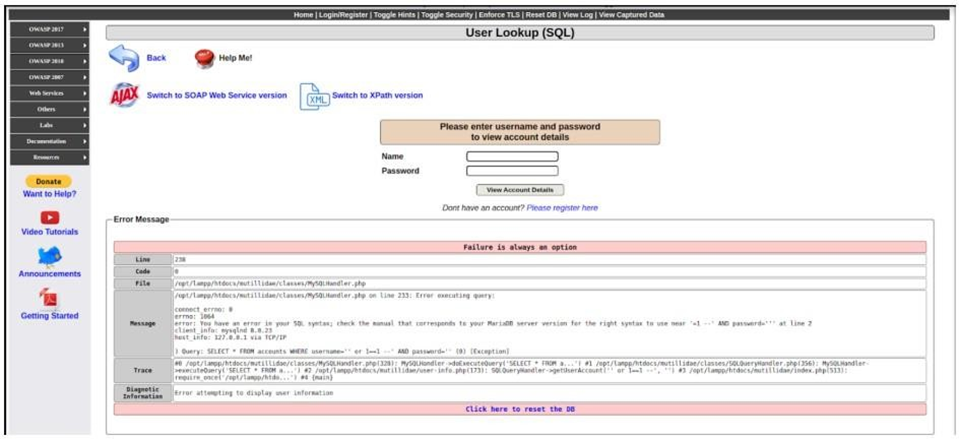 Home | Login/Register | Toggle Hints | Toggle Security | Enforce TLS | Reset DB | View Log | View Captured Data
OWASP 2017
OWASP 2013
OWASP 2010
OWASP 2007
Web Services
Others
Labs
Documentation
Resources
Donate
Want to Help?
Video Tutorials
Announcements
Getting Started
User Lookup (SQL)
Back
Help Me!
AJAX
Switch to SOAP Web Service version
XML
Switch to XPath version
Please enter username and password
to view account details
Name
Password
View Account Details
Dont have an account? Please register here
Error Message
Failure is always an option
Line 238
Code 0
File /opt/lampp/htdocs/mutillidae/classes/MySQLHandler.php
Message
/opt/lampp/htdocs/mutillidae/classes/MySQLHandler.php on line 233: Error executing query:
connect_errno: 0
errno: 1064
error: You have an error in your SQL syntax; check the manual that corresponds to your MariaDB server version for the right syntax to use near '=1 --' AND password=''' at line 2
client_info: mysqlnd 8.0.23
host_info: 127.0.0.1 via TCP/IP
) Query: SELECT * FROM accounts WHERE username='' or 1==1 --' AND password='' (0) [Exception]
Trace
#0 /opt/lampp/htdocs/mutillidae/classes/MySQLHandler.php(328): MySQLHandler->doExecuteQuery('SELECT * FROM a...') #1 /opt/lampp/htdocs/mutillidae/classes/SQLQueryHandler.php(356): MySQLHandler-
>executeQuery('SELECT * FROM a...') #2 /opt/lampp/htdocs/mutillidae/user-info.php(173): SQLQueryHandler->getUserAccount('' or 1==1 --', '') #3 /opt/lampp/htdocs/mutillidae/index.php(513):
require_once('/opt/lampp/htdo...') #4 {main}
Diagnostic
Information
Error attempting to display user information
Click here to reset the DB